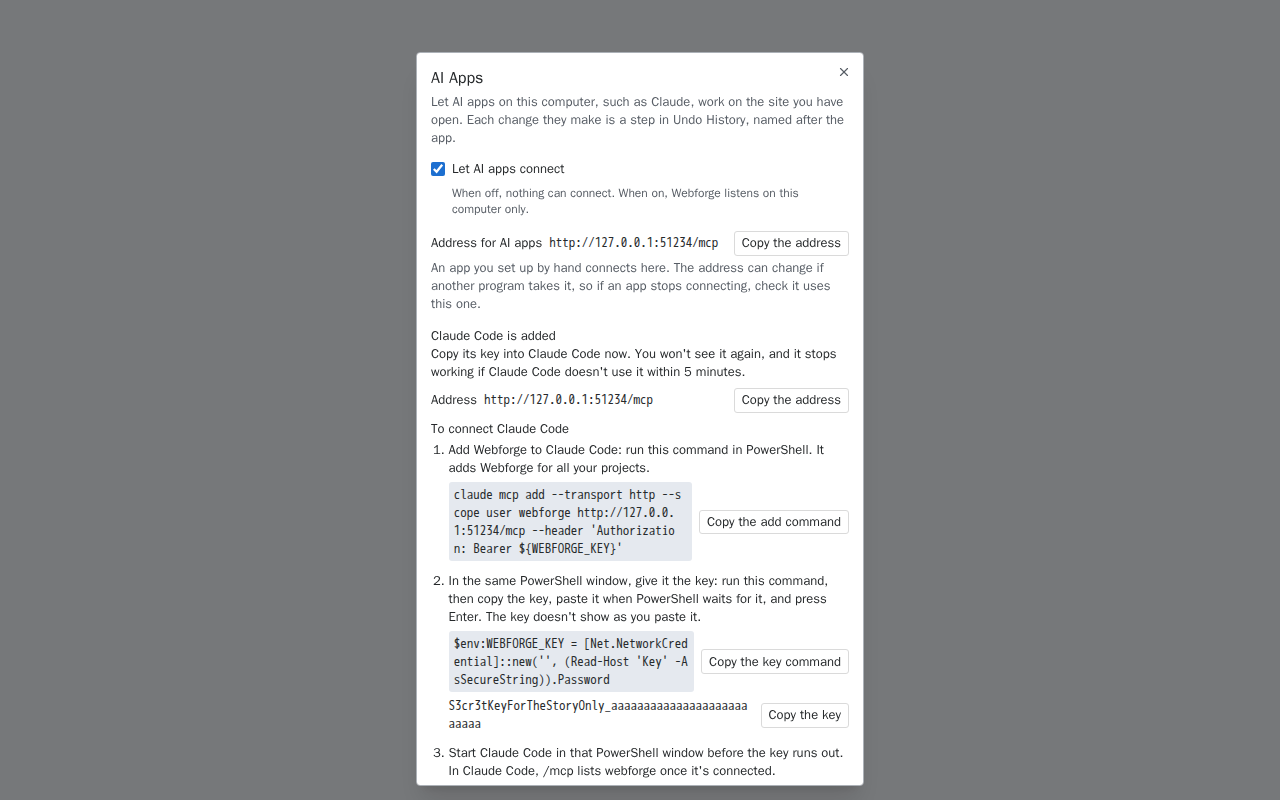 AI Apps
Let AI apps on this computer, such as Claude, work on the site you have
open. Each change they make is a step in Undo History, named after the
app.
Let AI apps connect
When off, nothing can connect. When on, Webforge listens on this
computer only.
Address for AI apps http://127.0.0.1:51234/mcp Copy the address
An app you set up by hand connects here. The address can change if
another program takes it, so if an app stops connecting, check it uses
this one.
Claude Code is added
Copy its key into Claude Code now. You won't see it again, and it stops
working if Claude Code doesn't use it within 5 minutes.
Address http://127.0.0.1:51234/mcp Copy the address
To connect Claude Code
1. Add Webforge to Claude Code: run this command in PowerShell. It
adds Webforge for all your projects.
claude mcp add --transport http --s
cope user webforge http://127.0.0.
1:51234/mcp --header 'Authorizatio
n: Bearer ${WEBFORGE_KEY}'
Copy the add command
2. In the same PowerShell window, give it the key: run this command,
then copy the key, paste it when PowerShell waits for it, and press
Enter. The key doesn't show as you paste it.
$env:WEBFORGE_KEY = [Net.NetworkCred
ential]::new('', (Read-Host 'Key' -A
sSecureString)).Password
Copy the key command
S3cr3tKeyForTheStoryOnly_aaaaaaaaaaaaaaaaaaaaa
aaaaa
Copy the key
3. Start Claude Code in that PowerShell window before the key runs out.
In Claude Code, /mcp lists webforge once it's connected.